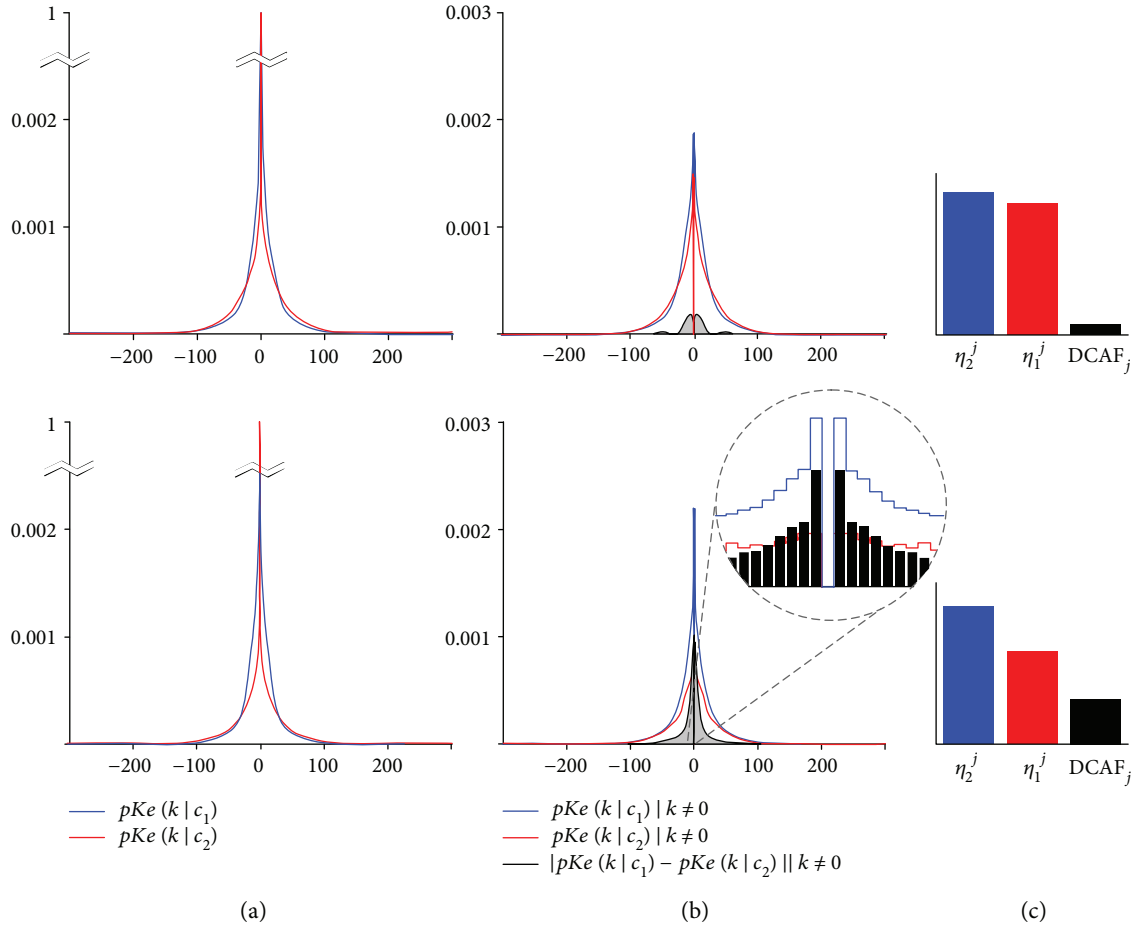 1
0.002
0.001
−200 −100 0 100 200
0.003
0.002
0.001
−200 −100 0 100 200
η₂ʲ η₁ʲ DCAFⱼ
1
0.002
0.001
−200 −100 0 100 200
0.003
0.002
0.001
−200 −100 0 100 200
η₂ʲ η₁ʲ DCAFⱼ
pKe (k | c₁)
pKe (k | c₂)
pKe (k | c₁) | k ≠ 0
pKe (k | c₂) | k ≠ 0
|pKe (k | c₁) − pKe (k | c₂) || k ≠ 0
(a) (b) (c)